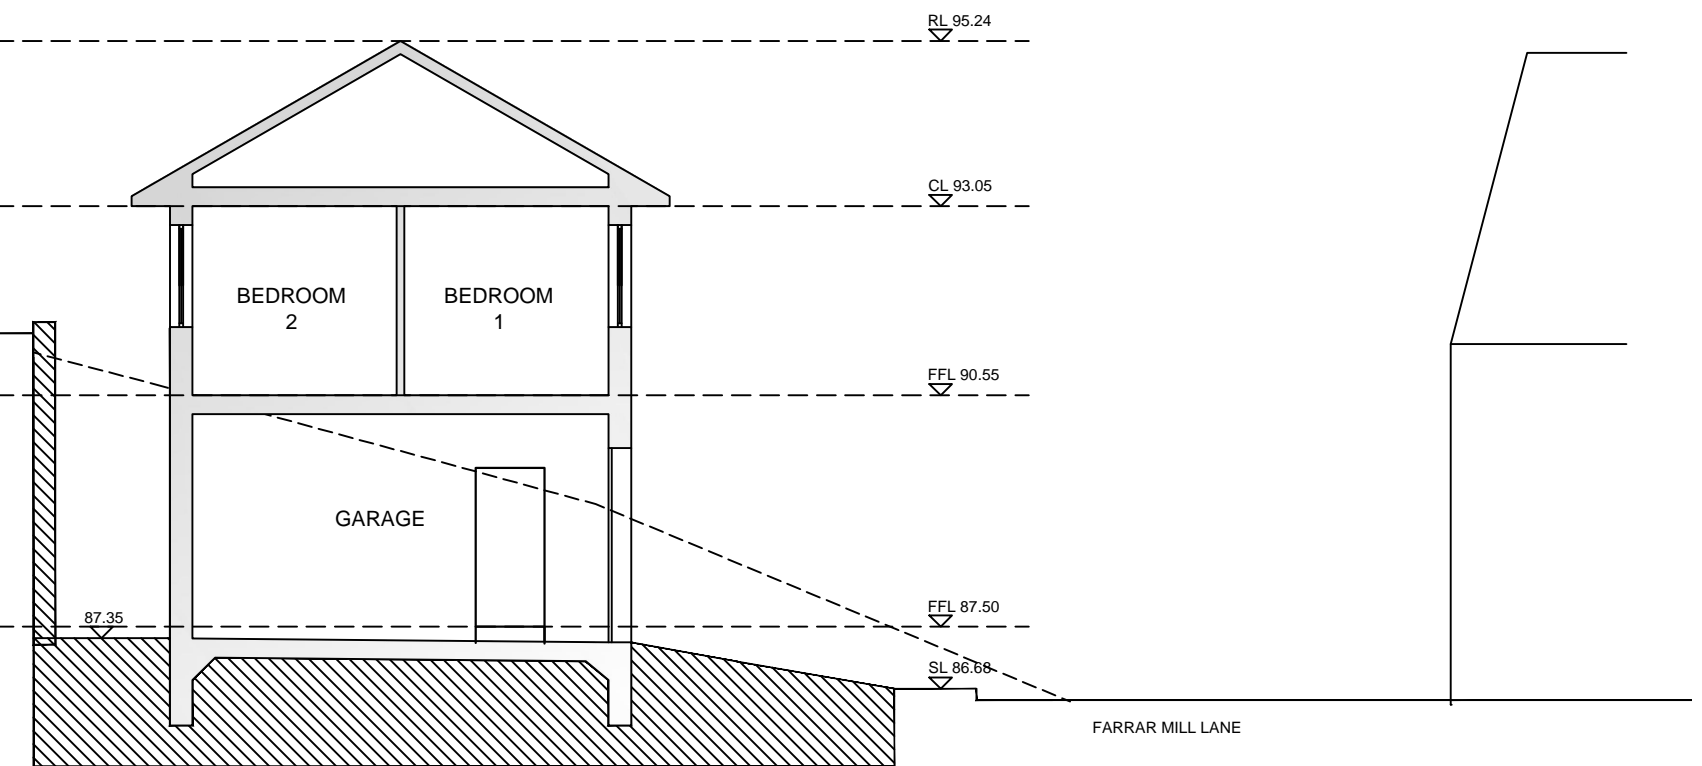 RL 95.24
CL 93.05
BEDROOM
2
BEDROOM
1
FFL 90.55
GARAGE
87.35
FFL 87.50
SL 86.68
FARRAR MILL LANE